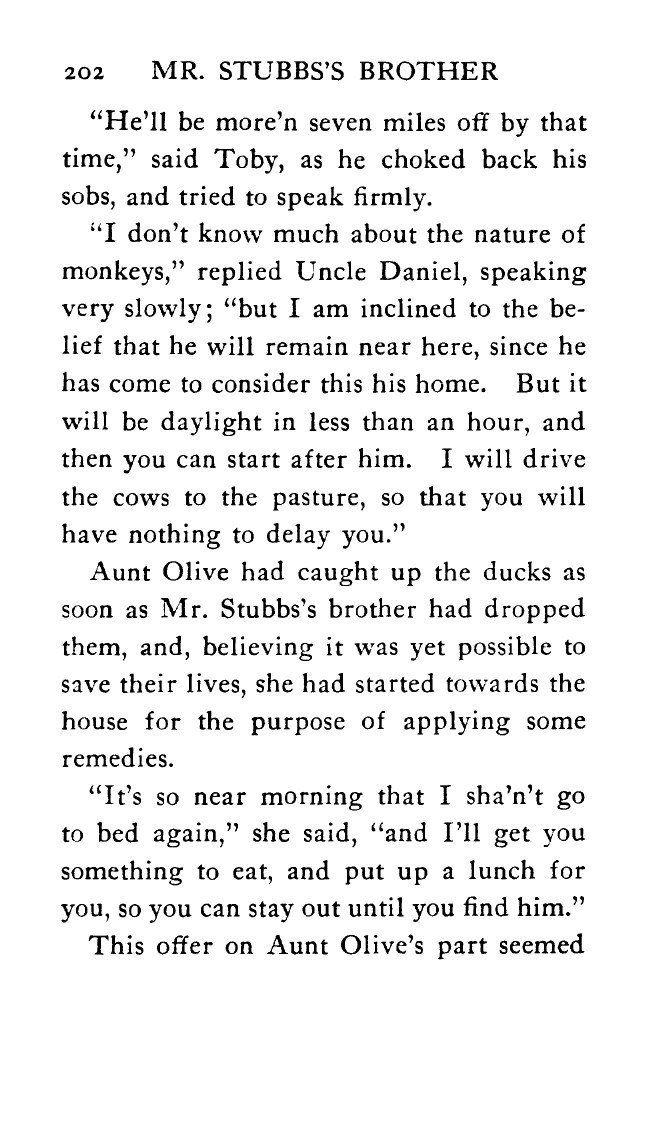 202 MR. STUBBS'S BROTHER
“He'll be more'n seven miles off by that
time,” said Toby, as he choked back his
sobs, and tried to speak firmly.
“I don't know much about the nature of
monkeys,” replied Uncle Daniel, speaking
very slowly; “but I am inclined to the be-
lief that he will remain near here, since he
has come to consider this his home. But it
will be daylight in less than an hour, and
then you can start after him. I will drive
the cows to the pasture, so that you will
have nothing to delay you.”
Aunt Olive had caught up the ducks as
soon as Mr. Stubbs's brother had dropped
them, and, believing it was yet possible to
save their lives, she had started towards the
house for the purpose of applying some
remedies.
“It's so near morning that I sha'n't go
to bed again,” she said, “and I'll get you
something to eat, and put up a lunch for
you, so you can stay out until you find him.”
This offer on Aunt Olive's part seemed